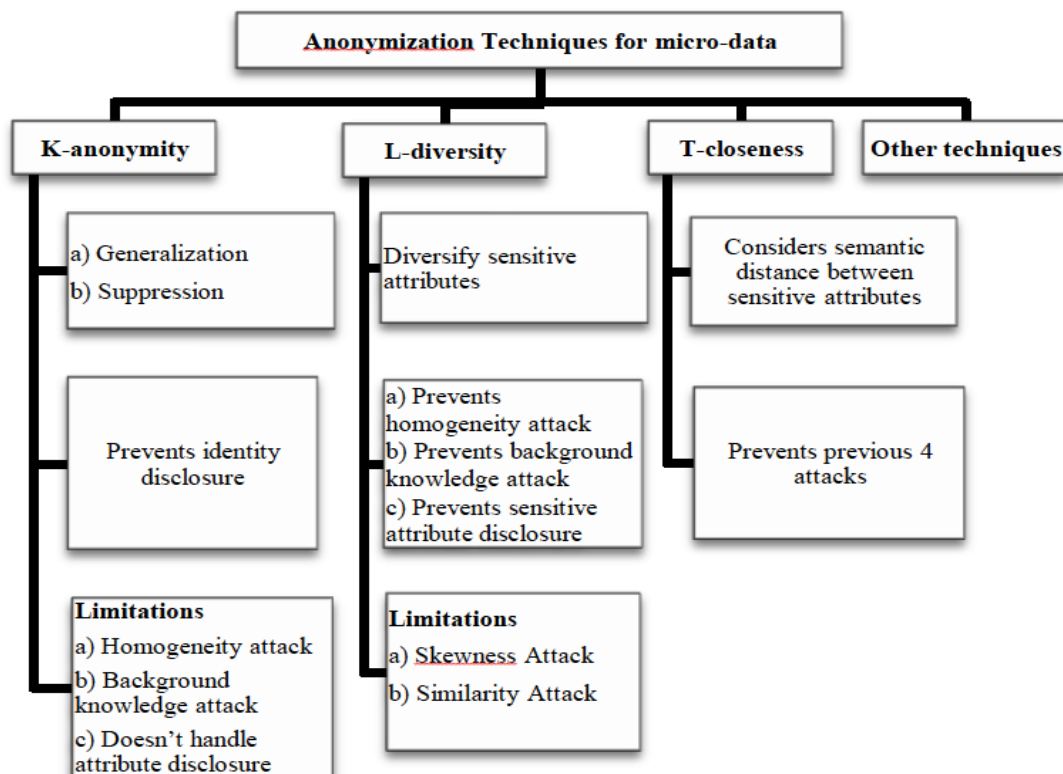 Anonymization Techniques for micro-data
K-anonymity
L-diversity
T-closeness
Other techniques
a) Generalization
b) Suppression
Prevents identity
disclosure
Limitations
a) Homogeneity attack
b) Background
knowledge attack
c) Doesn't handle
attribute disclosure
Diversify sensitive
attributes
a) Prevents
homogeneity attack
b) Prevents background
knowledge attack
c) Prevents sensitive
attribute disclosure
Limitations
a) Skewness Attack
b) Similarity Attack
Considers semantic
distance between
sensitive attributes
Prevents previous 4
attacks